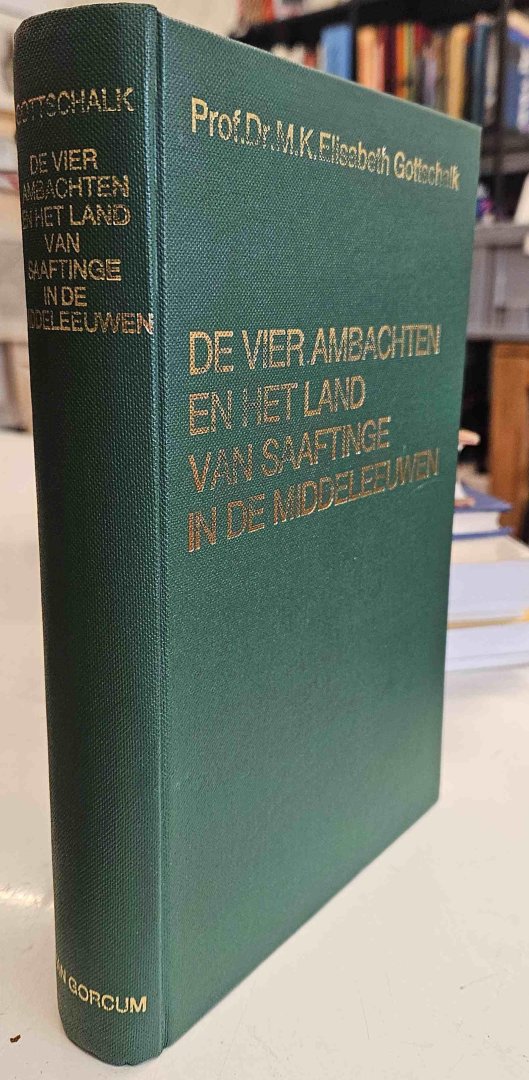 GOTTSCHALK
DE VIER
AMBACHTEN
EN HET LAND
VAN
SAAFTINGE
IN DE
MIDDELEEUWEN
VAN GORCUM
Prof.Dr.M.K.Elisabeth Gottschalk
DE VIER AMBACHTEN
EN HET LAND
VAN SAAFTINGE
IN DE MIDDELEEUWEN